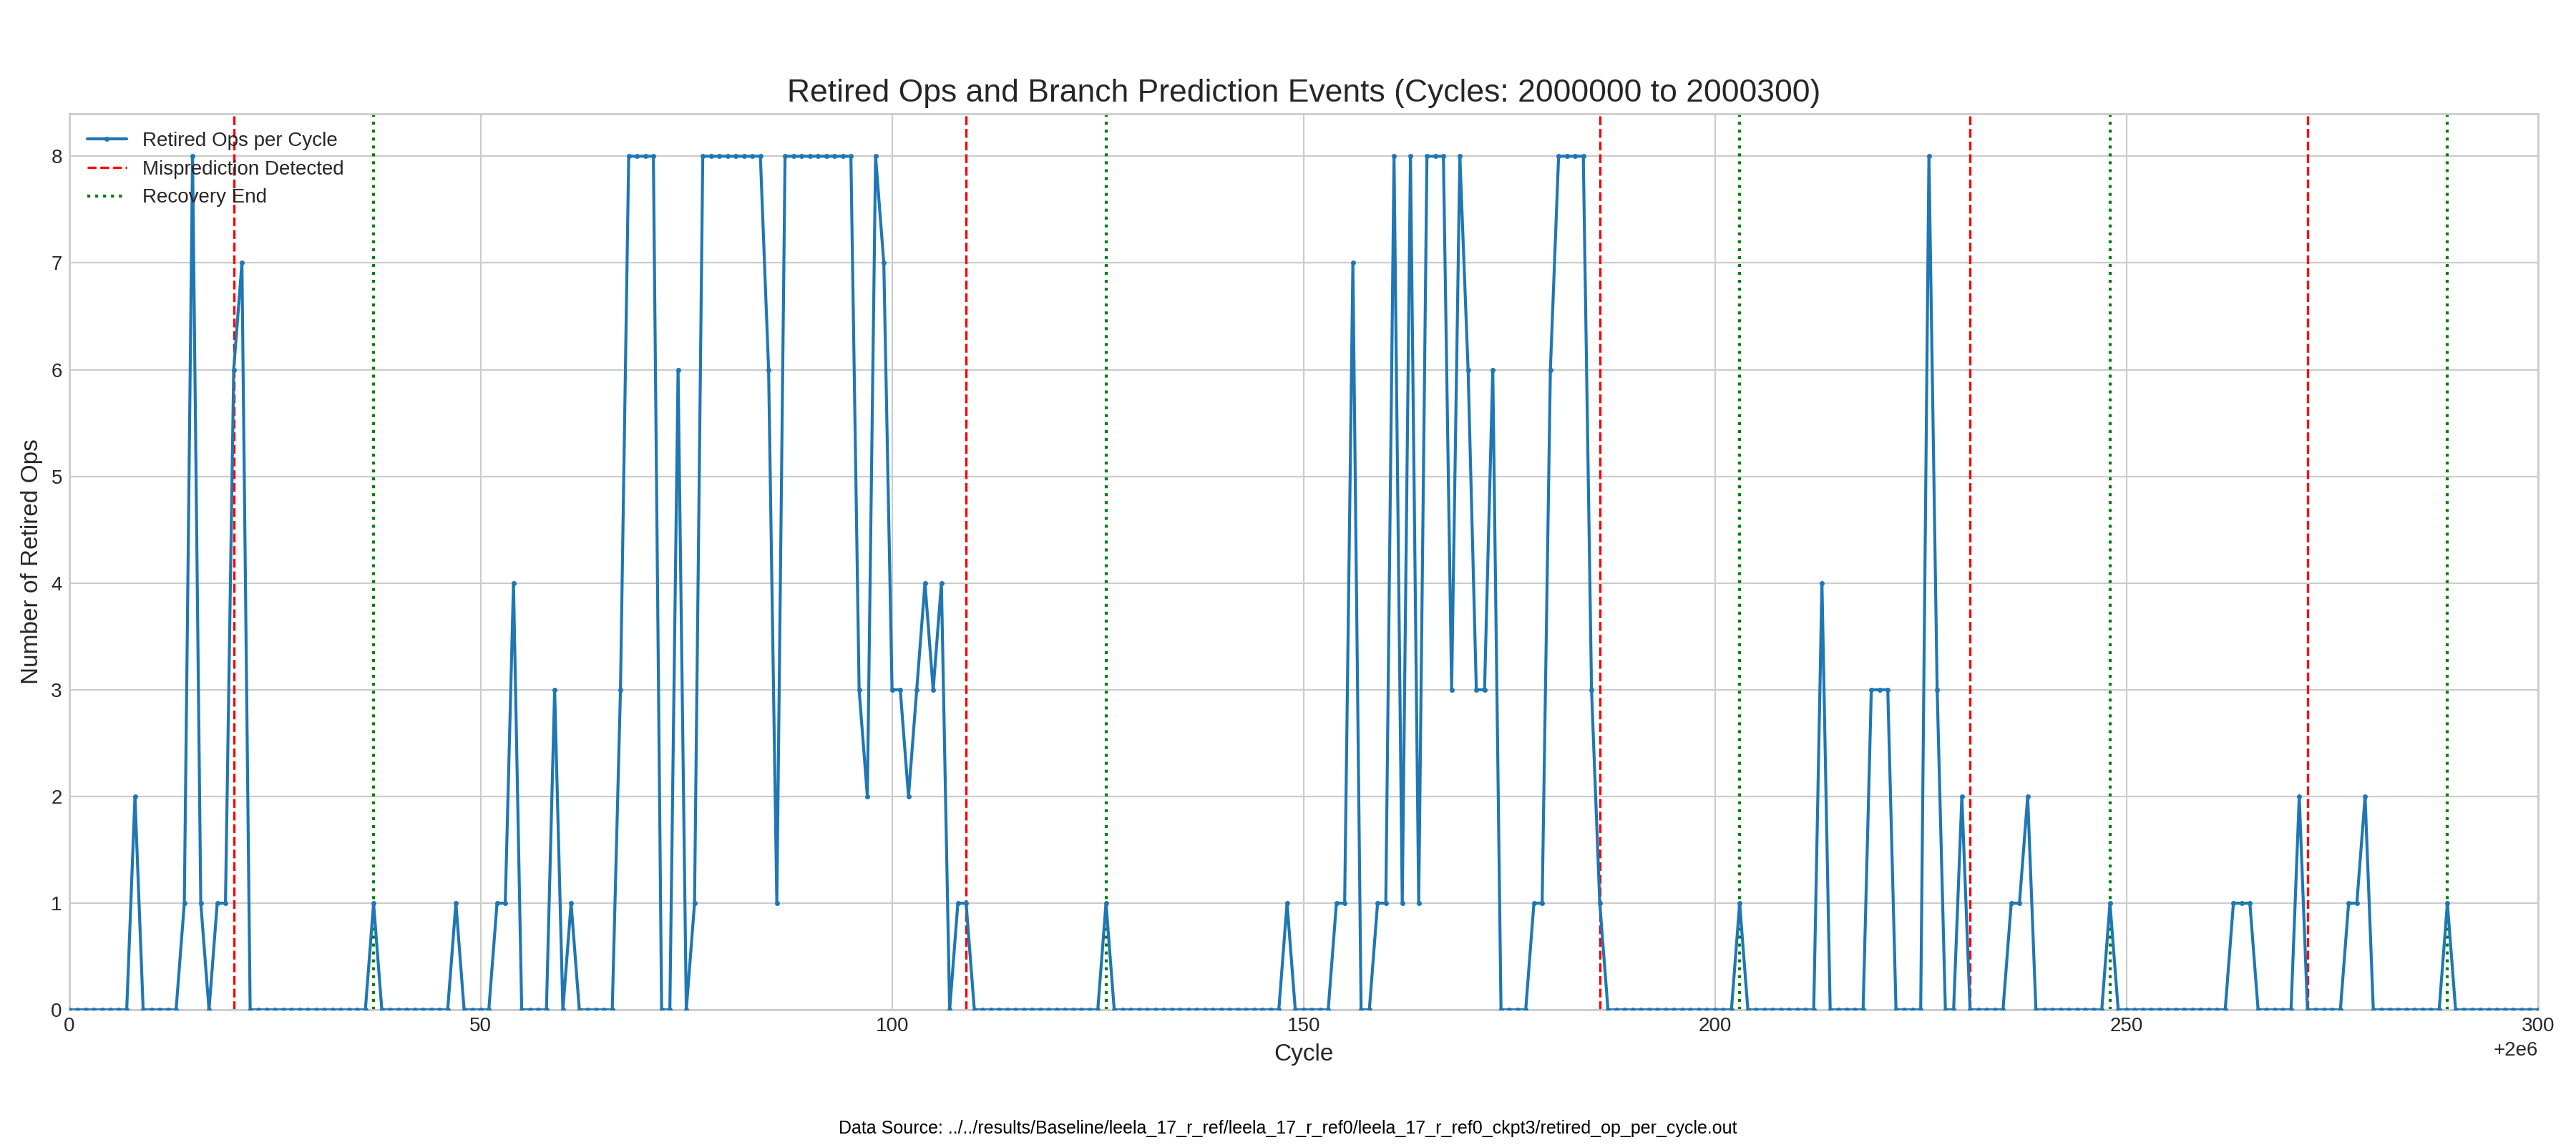 Retired Ops and Branch Prediction Events (Cycles: 2000000 to 2000300)
Retired Ops per Cycle
Misprediction Detected
Recovery End
Number of Retired Ops
8
7
6
5
4
3
2
1
0
0 50 100 150 200 250 300
Cycle
+2e6
Data Source: ../../results/Baseline/leela_17_r_ref/leela_17_r_ref0/leela_17_r_ref0_ckpt3/retired_op_per_cycle.out